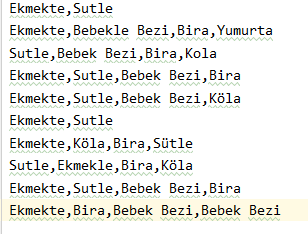 Ekmekte,Sutle
Ekmekte,Bebekle Bezi,Bira,Yumurta
Sutle,Bebek Bezi,Bira,Kola
Ekmekte,Sutle,Bebek Bezi,Bira
Ekmekte,Sutle,Bebek Bezi,Köla
Ekmekte,Sutle
Ekmekte,Köla,Bira,Sütle
Sutle,Ekmekle,Bira,Köla
Ekmekte,Sutle,Bebek Bezi,Bira
Ekmekte,Bira,Bebek Bezi,Bebek Bezi